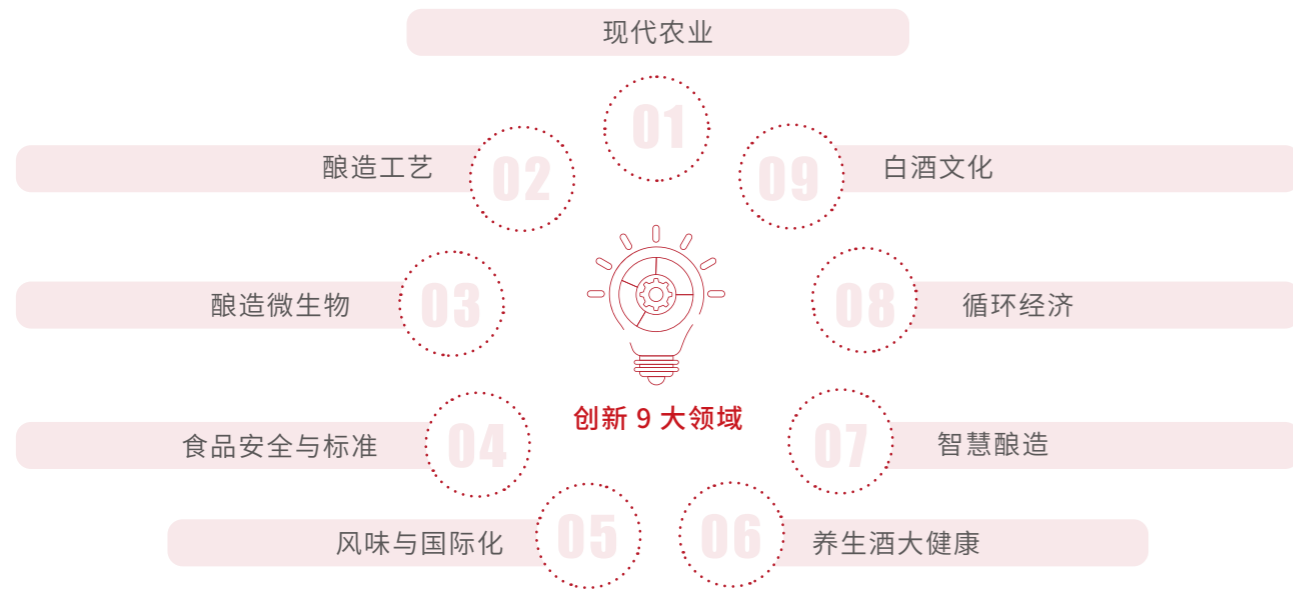 现代农业
01
02
酿造工艺
09
白酒文化
03
酿造微生物
08
循环经济
创新 9 大领域
04
食品安全与标准
07
智慧酿造
05
风味与国际化
06
养生酒大健康